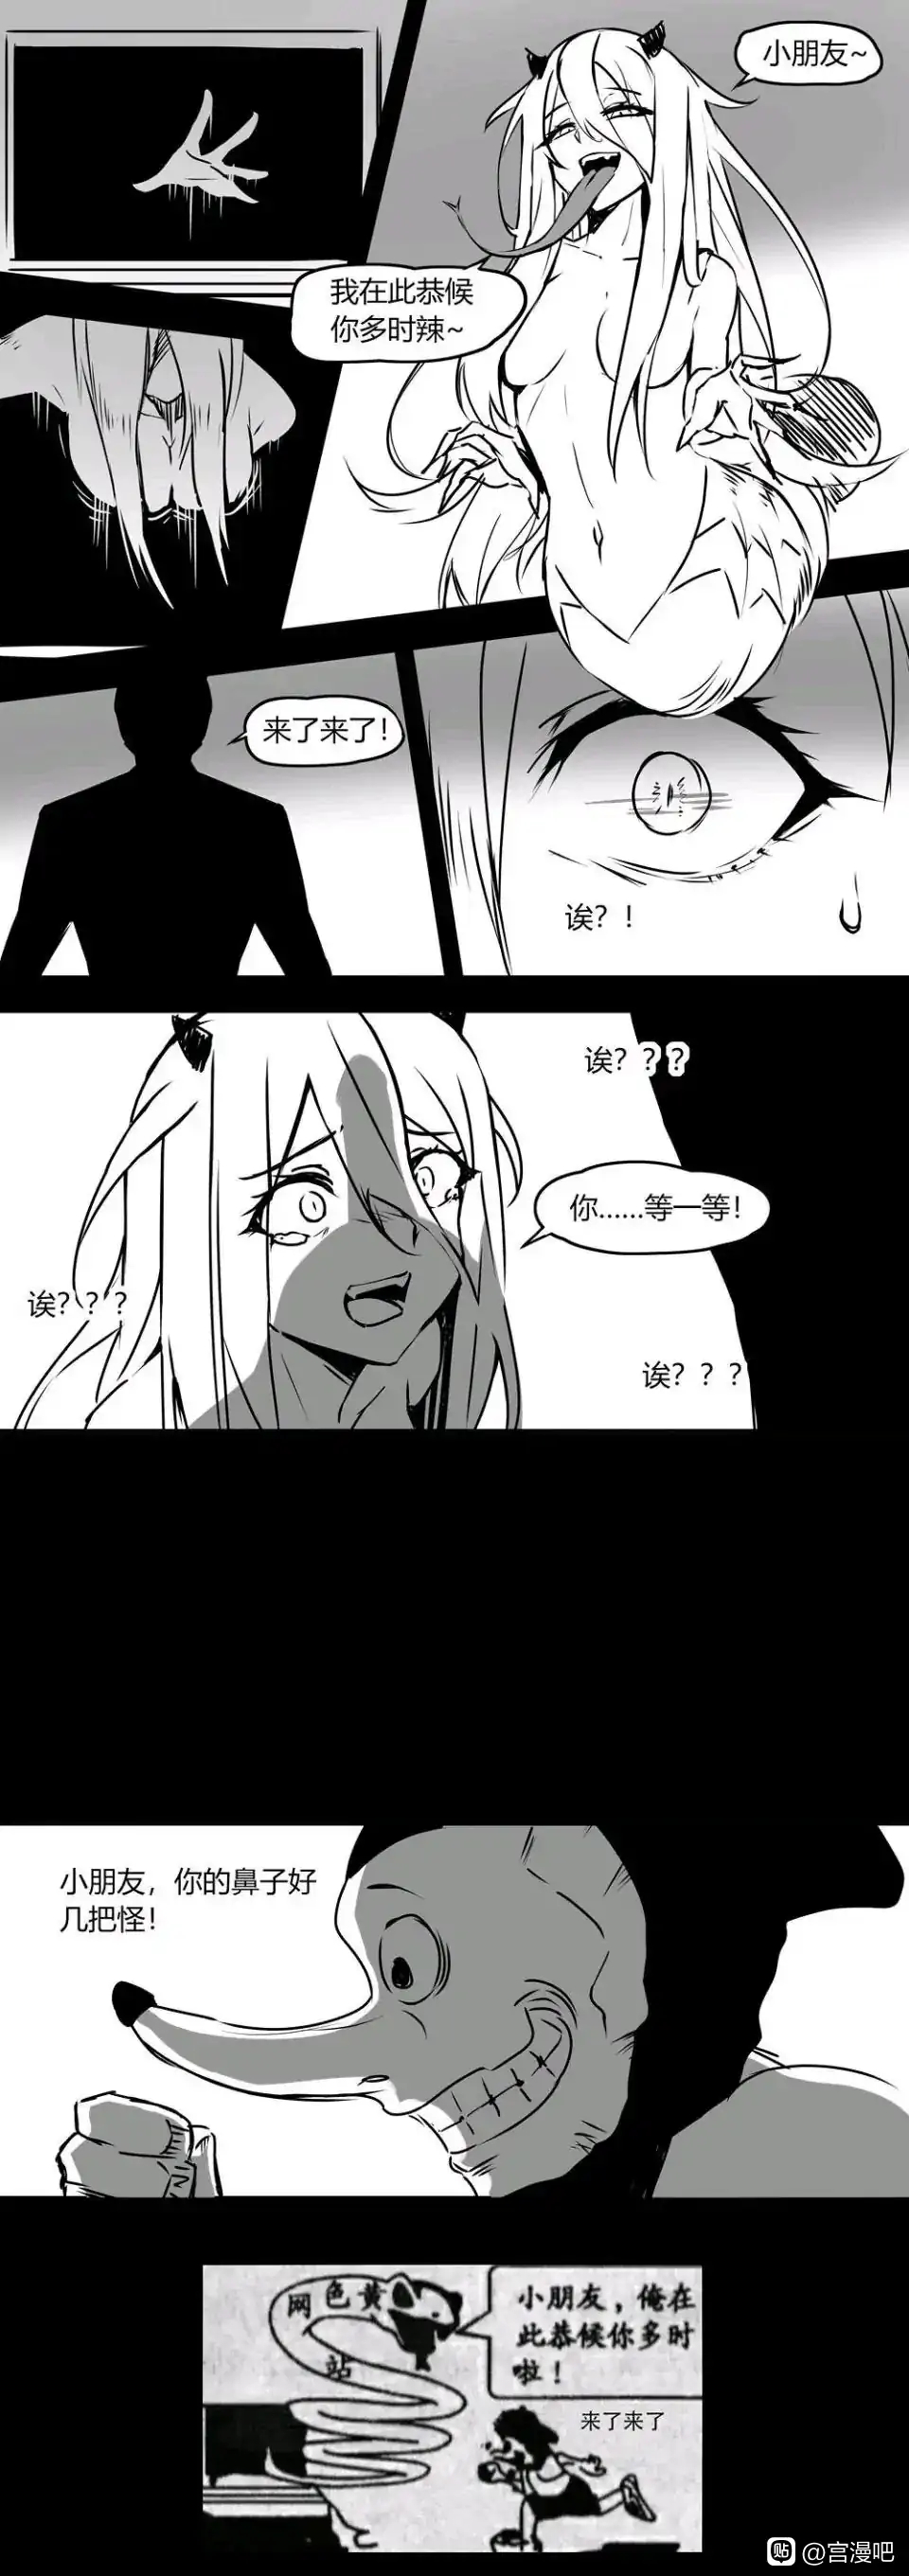 小朋友~
我在此恭候
你多时辣~
来了来了!
诶?!
诶???
你……等一等!
诶???
诶???
小朋友,你的鼻子好
几把怪!
网色黄
站
小朋友,俺在
此恭候你多时
啦!
来了来了
贴 @宫漫吧